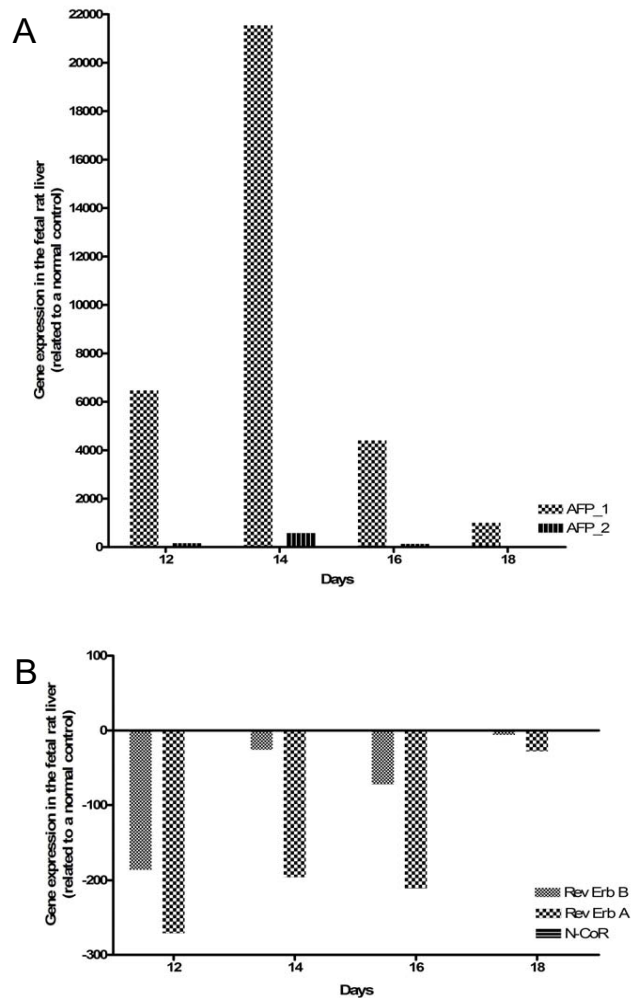 A
Gene expression in the fetal rat liver
(related to a normal control)
22000
20000
18000
16000
14000
12000
10000
8000
6000
4000
2000
0
12
14
16
18
Days
AFP_1
AFP_2
B
Gene expression in the fetal rat liver
(related to a normal control)
100
0
-100
-200
-300
12
14
16
18
Days
Rev Erb B
Rev Erb A
N-CoR